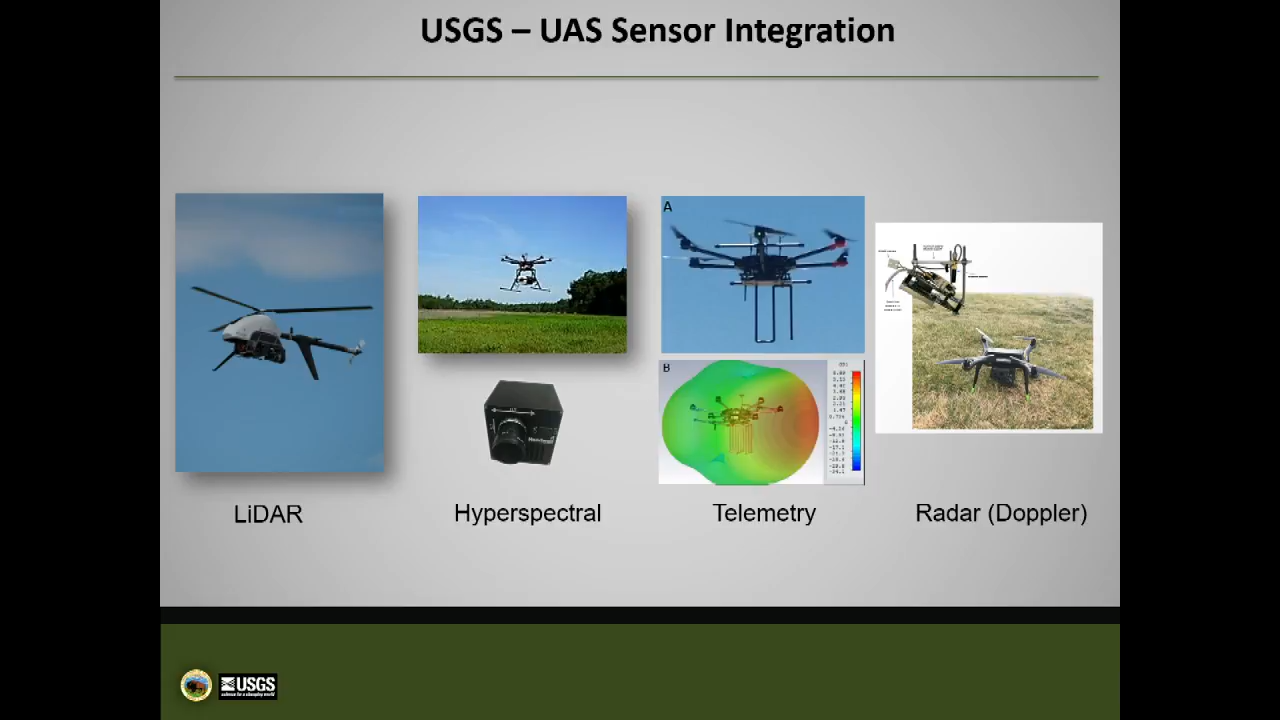 USGS – UAS Sensor Integration
A
B
LiDAR
Hyperspectral
Telemetry
Radar (Doppler)
USGS
science for a changing world